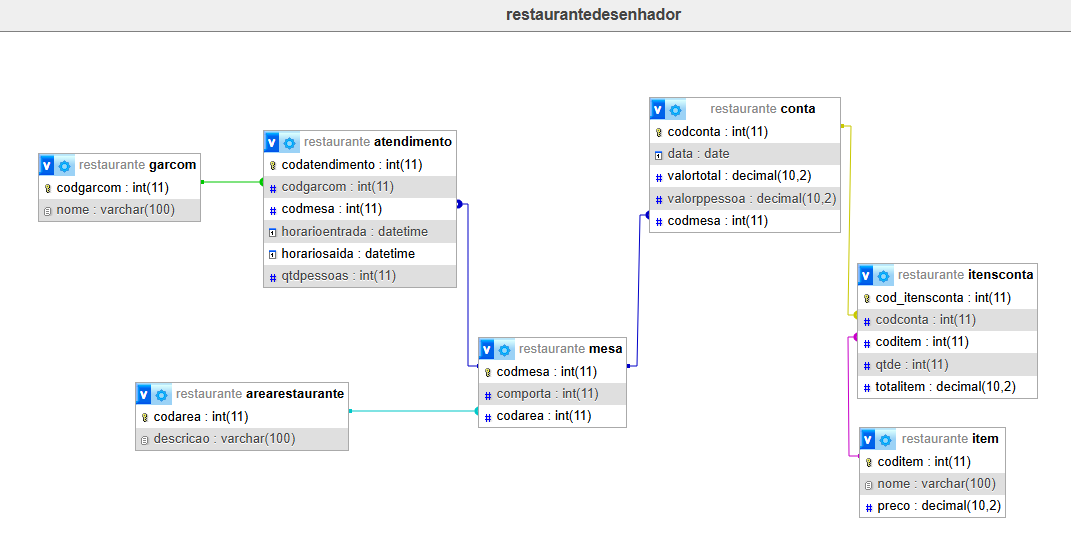 restaurantedesenhador
restaurante garcom
codgarcom : int(11)
nome : varchar(100)
restaurante atendimento
codatendimento : int(11)
codgarcom : int(11)
codmesa : int(11)
horarioentrada : datetime
horariosaida : datetime
qtdpessoas : int(11)
restaurante conta
codconta : int(11)
data : date
valortotal : decimal(10,2)
valorppessoa : decimal(10,2)
codmesa : int(11)
restaurante itensconta
cod_itensconta : int(11)
codconta : int(11)
coditem : int(11)
qtde : int(11)
totalitem : decimal(10,2)
restaurante mesa
codmesa : int(11)
comporta : int(11)
codarea : int(11)
restaurante arearestaurante
codarea : int(11)
descricao : varchar(100)
restaurante item
coditem : int(11)
nome : varchar(100)
preco : decimal(10,2)